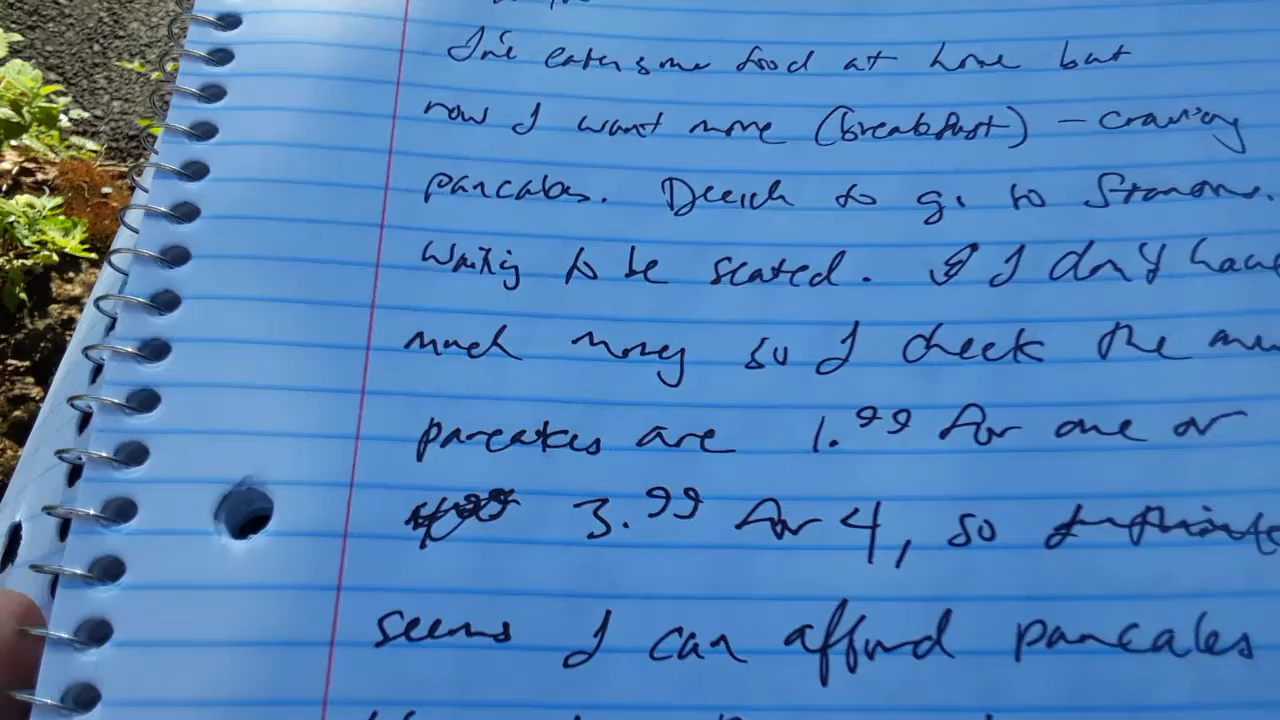 I've eaten some food at home but
now I want more (breakfast) – craving
pancakes. Decide to go to
Waiting to be seated. I don't have
much money so I check the
pancakes are 1.99 for one or
3.99 for 4, so
seems I can afford pancakes